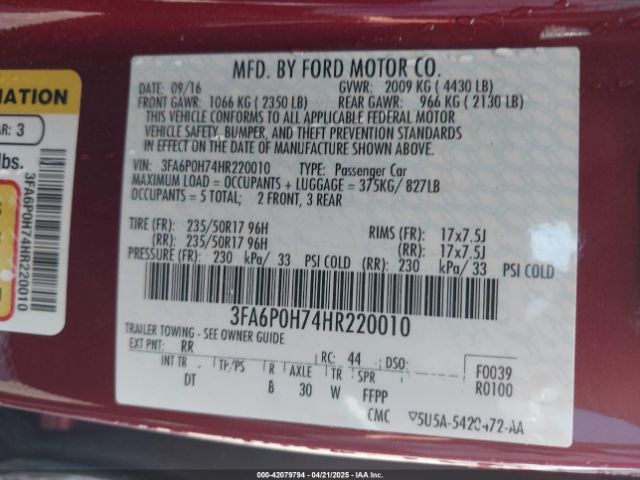 MFD. BY FORD MOTOR CO.
DATE: 09/16 GVWR: 2009 KG ( 4430 LB)
FRONT GAWR: 1066 KG ( 2350 LB) REAR GAWR: 966 KG ( 2130 LB)
THIS VEHICLE CONFORMS TO ALL APPLICABLE FEDERAL MOTOR
VEHICLE SAFETY, BUMPER, AND THEFT PREVENTION STANDARDS
IN EFFECT ON THE DATE OF MANUFACTURE SHOWN ABOVE.
VIN: 3FA6P0H74HR220010 TYPE: Passenger Car
MAXIMUM LOAD = OCCUPANTS + LUGGAGE = 375KG/ 827LB
OCCUPANTS = 5 TOTAL; 2 FRONT, 3 REAR
TIRE (FR): 235/50R17 96H RIMS (FR): 17x7.5J
(RR): 235/50R17 96H (RR): 17x7.5J
PRESSURE (FR): 230 kPa/ 33 PSI COLD (RR): 230 kPa/ 33 PSI COLD
3FA6P0H74HR220010
TRAILER TOWING - SEE OWNER GUIDE
EXT PNT: RR RC: 44 DSO: F0039
INT TR TP/PS R AXLE TR SPR R0100
DT B 30 W FFPP
CMC
MATION
AR: 3
lbs.
3FA6P0H74HR220010
000-42079794 - 04/21/2025 - IAAI.COM